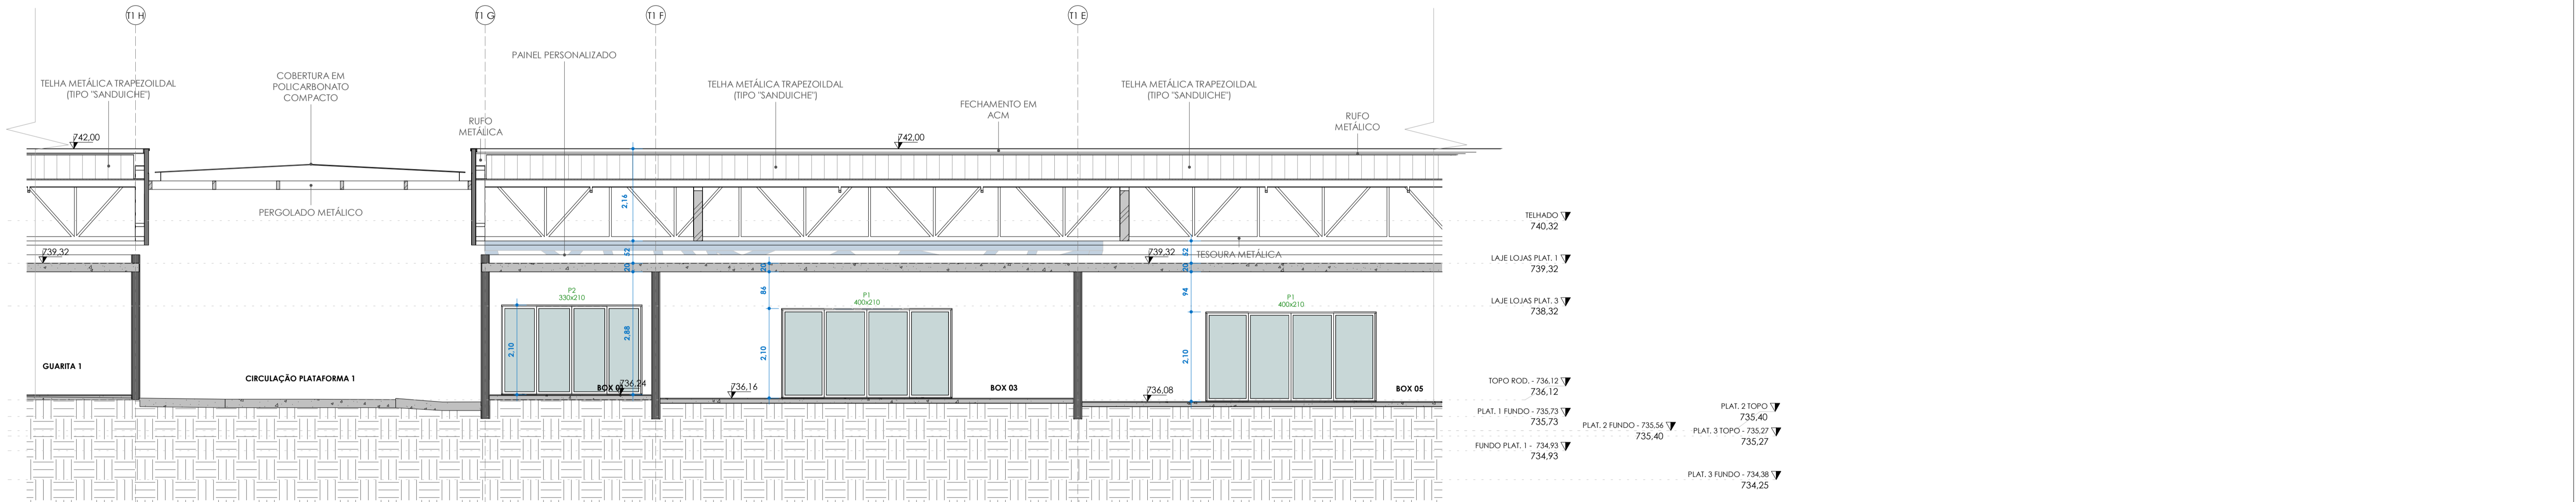 T1 H
T1 G
T1 F
T1 E
PAINEL PERSONALIZADO
TELHA METÁLICA TRAPEZOILDAL
(TIPO "SANDUICHE")
COBERTURA EM
POLICARBONATO
COMPACTO
TELHA METÁLICA TRAPEZOILDAL
(TIPO "SANDUICHE")
TELHA METÁLICA TRAPEZOILDAL
(TIPO "SANDUICHE")
FECHAMENTO EM
ACM
RUFO
METÁLICA
RUFO
METÁLICO
742,00
742,00
2,16
PERGOLADO METÁLICO
TELHADO
740,32
739,32
52
739,32
52
TESOURA METÁLICA
LAJE LOJAS PLAT. 1
739,32
20
20
20
86
94
P2
330x210
P1
400x210
P1
400x210
LAJE LOJAS PLAT. 3
738,32
2,10
2,88
2,10
2,10
GUARITA 1
CIRCULAÇÃO PLATAFORMA 1
736,24
736,16
BOX 03
736,08
BOX 05
TOPO ROD. - 736,12
736,12
PLAT. 1 FUNDO - 735,73
735,73
PLAT. 2 TOPO
735,40
PLAT. 2 FUNDO - 735,56
735,40
PLAT. 3 TOPO - 735,27
735,27
FUNDO PLAT. 1 - 734,93
734,93
PLAT. 3 FUNDO - 734,38
734,25